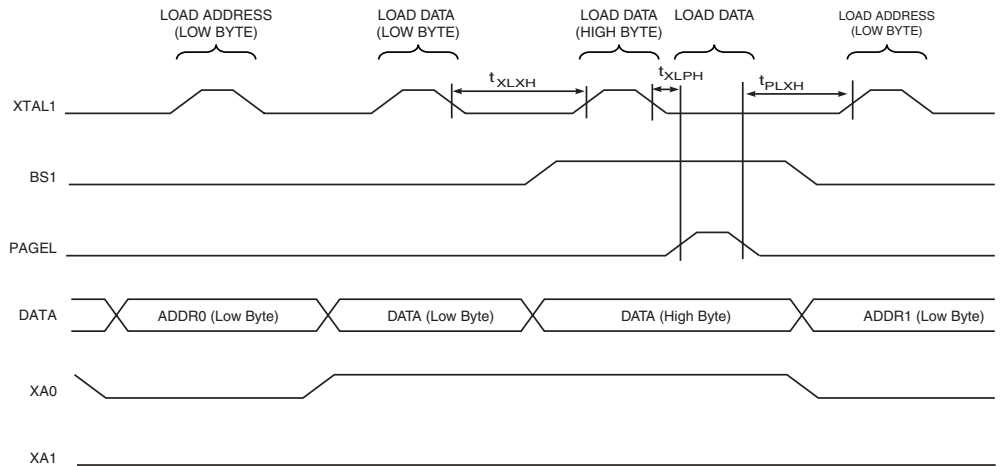 LOAD ADDRESS
(LOW BYTE)
LOAD DATA
(LOW BYTE)
LOAD DATA
(HIGH BYTE)
LOAD DATA
LOAD ADDRESS
(LOW BYTE)
tXLXH
tXLPH
tPLXH
XTAL1
BS1
PAGEL
DATA
ADDR0 (Low Byte)
DATA (Low Byte)
DATA (High Byte)
ADDR1 (Low Byte)
XA0
XA1